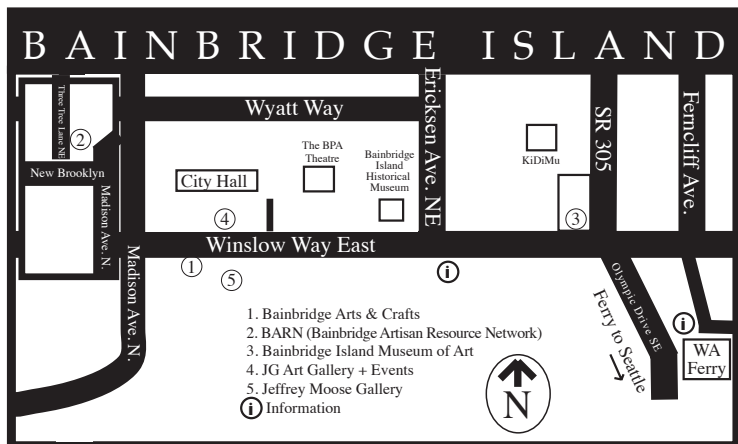 BAINBRIDGE ISLAND
Three Tree Lane NE
2
New Brooklyn
Madison Ave. N.
Madison Ave. N.
Wyatt Way
Ericksen Ave. NE
SR 305
Ferncliff Ave.
City Hall
The BPA
Theatre
Bainbridge
Island
Historical
Museum
KiDiMu
4
3
Winslow Way East
1
5
i
Olympic Drive SE
Ferry to Seattle
i
WA
Ferry
1. Bainbridge Arts & Crafts
2. BARN (Bainbridge Artisan Resource Network)
3. Bainbridge Island Museum of Art
4. JG Art Gallery + Events
5. Jeffrey Moose Gallery
i Information
N